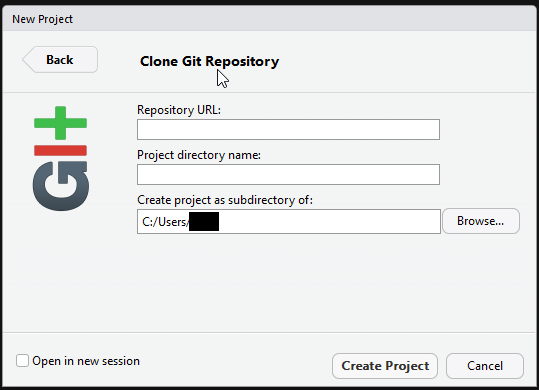 New Project
Back
Clone Git Repository
GIT
Repository URL:
Project directory name:
Create project as subdirectory of:
C:/Users/
Browse...
Open in new session
Create Project
Cancel